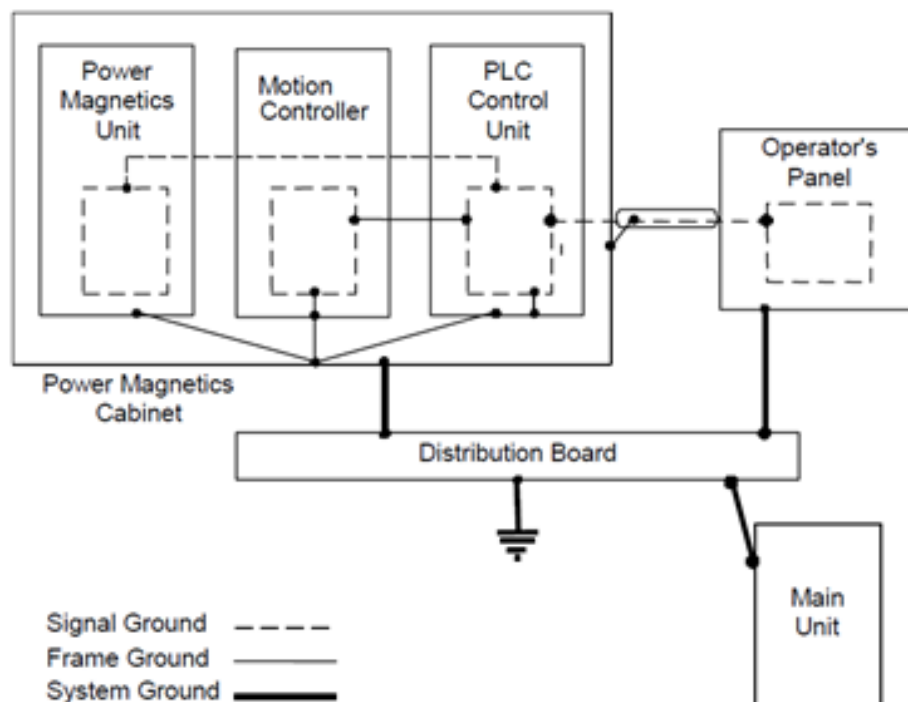 Power
Magnetics
Unit
Motion
Controller
PLC
Control
Unit
Operator's
Panel
Power Magnetics
Cabinet
Distribution Board
Main
Unit
Signal Ground
Frame Ground
System Ground